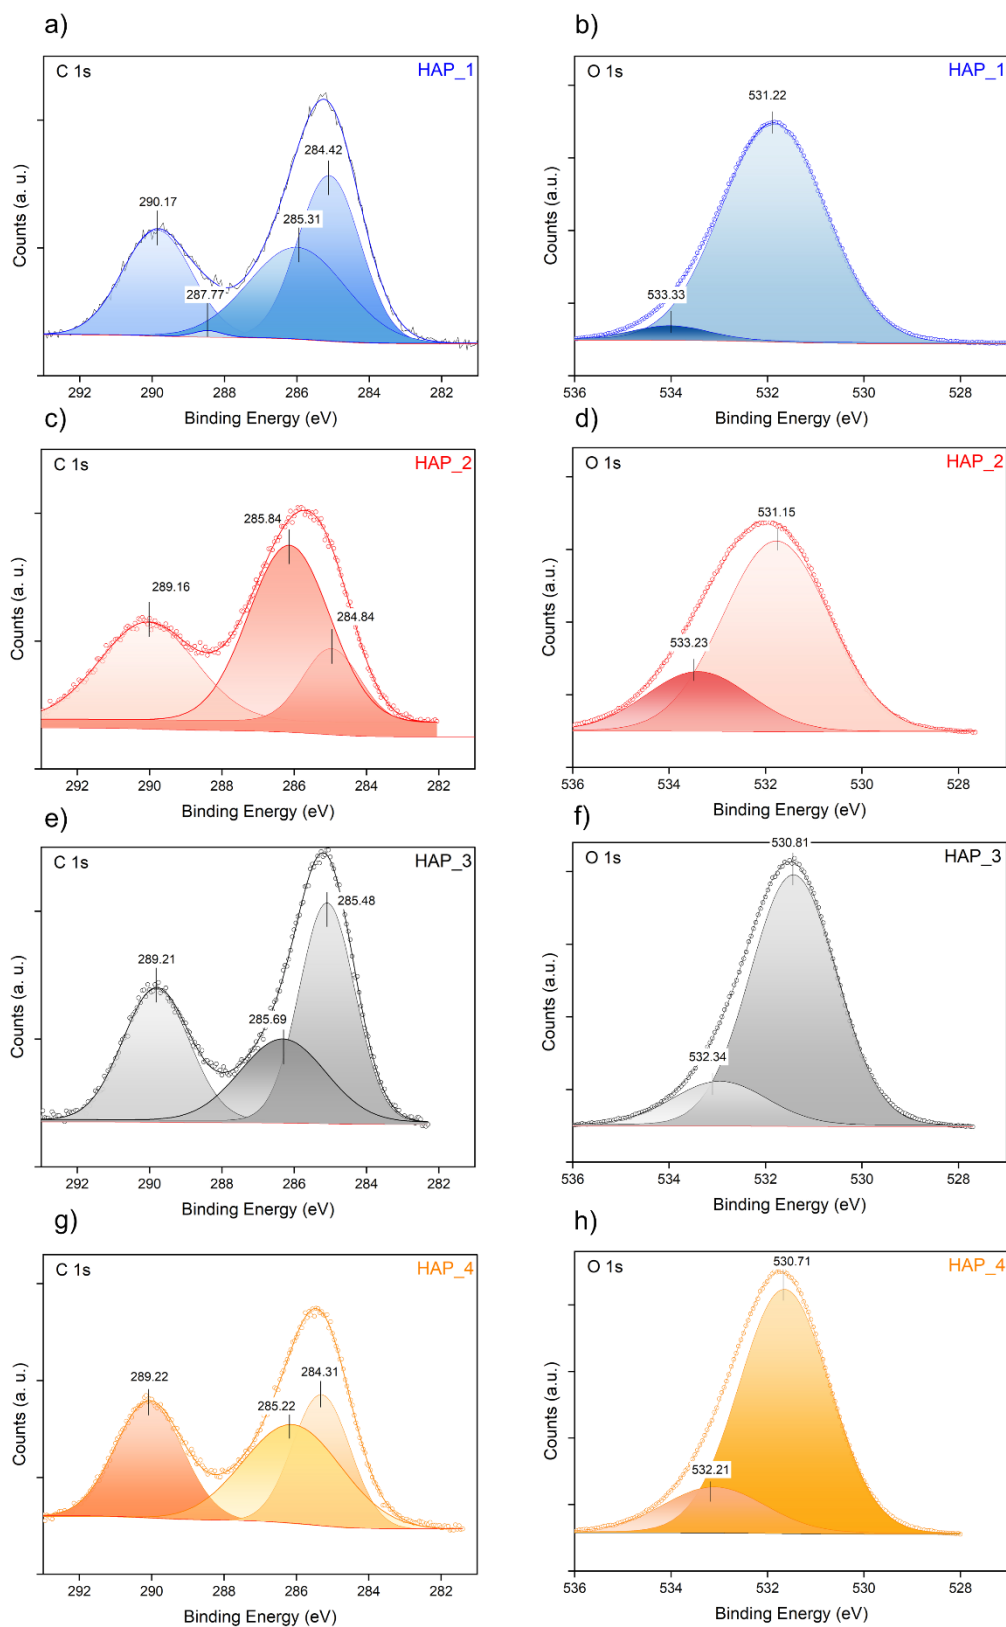 a)
C 1s
HAP_1
284.42
290.17
285.31
287.77
Counts (a. u.)
292 290 288 286 284 282
Binding Energy (eV)
b)
O 1s
HAP_1
531.22
533.33
Counts (a.u.)
536 534 532 530 528
Binding Energy (eV)
c)
C 1s
HAP_2
285.84
289.16
284.84
Counts (a. u.)
292 290 288 286 284 282
Binding Energy (eV)
d)
O 1s
HAP_2
531.15
533.23
Counts (a.u.)
536 534 532 530 528
Binding Energy (eV)
e)
C 1s
HAP_3
285.48
289.21
285.69
Counts (a. u.)
292 290 288 286 284 282
Binding Energy (eV)
f)
530.81
O 1s
HAP_3
532.34
Counts (a.u.)
536 534 532 530 528
Binding Energy (eV)
g)
C 1s
HAP_4
289.22
284.31
285.22
Counts (a. u.)
292 290 288 286 284 282
Binding Energy (eV)
h)
O 1s
530.71
HAP_4
532.21
Counts (a.u.)
536 534 532 530 528
Binding Energy (eV)